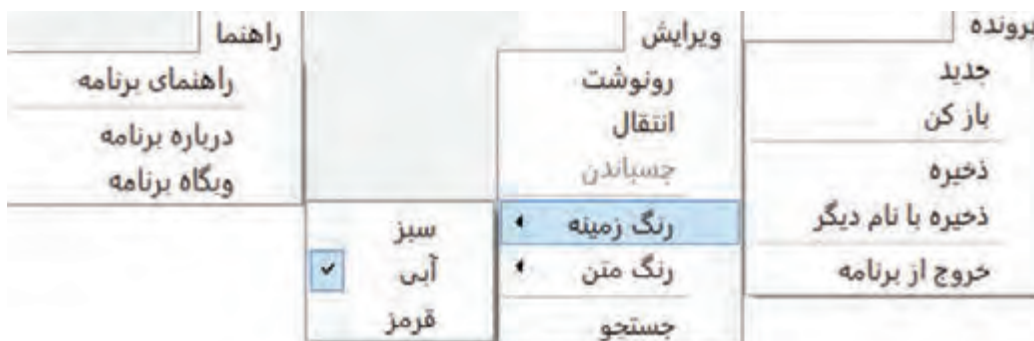 پرونده
جدید
باز کن
ذخیره
ذخیره با نام دیگر
خروج از برنامه
ویرایش
رونوشت
انتقال
چسباندن
رنگ زمینه
رنگ متن
جستجو
سبز
آبی
قرمز
راهنما
راهنمای برنامه
درباره برنامه
وبگاه برنامه